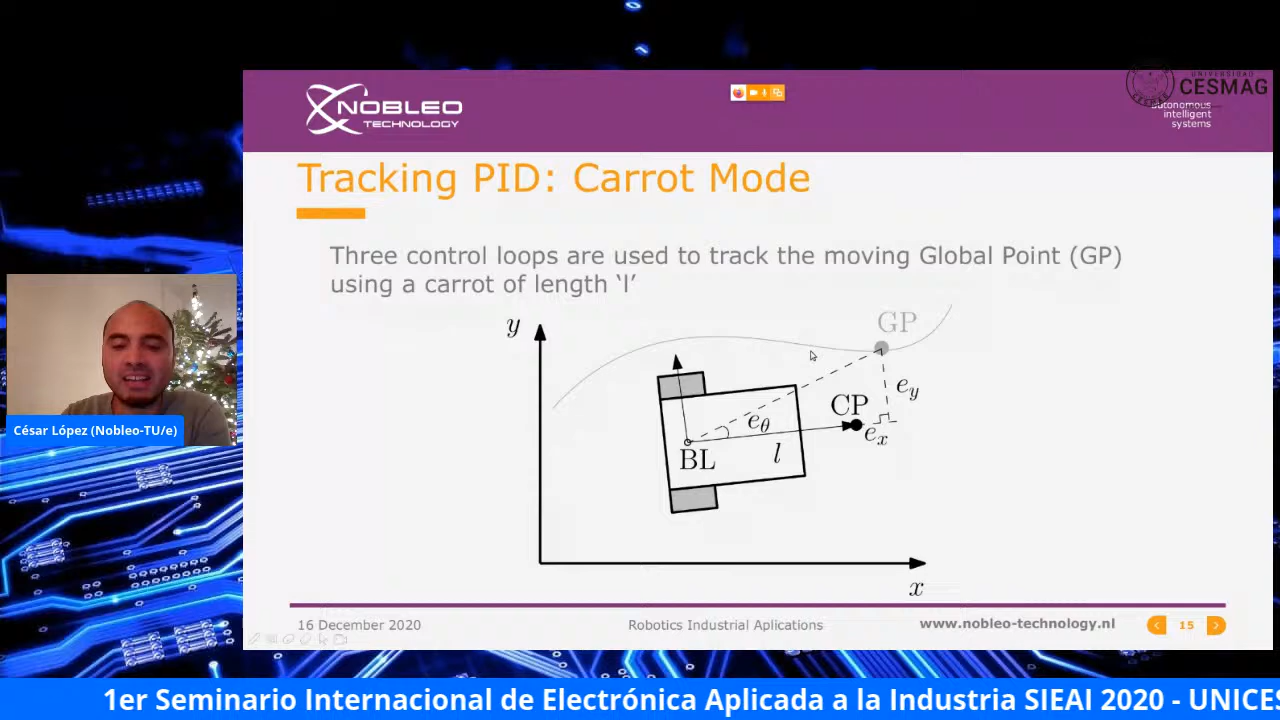 NOBLEO
TECHNOLOGY
UNIVERSIDAD
CESMAG
autonomous
intelligent
systems
Tracking PID: Carrot Mode
Three control loops are used to track the moving Global Point (GP)
using a carrot of length ‘l’
y
GP
e_y
CP
e_θ
e_x
BL
l
x
César López (Nobleo-TU/e)
16 December 2020
Robotics Industrial Aplications
www.nobleo-technology.nl
15
1er Seminario Internacional de Electrónica Aplicada a la Industria SIEAI 2020 - UNICES